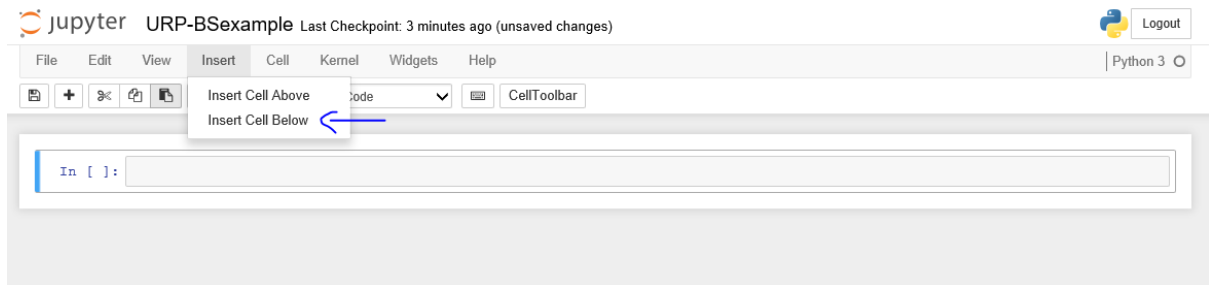 jupyter URP-BSexample Last Checkpoint: 3 minutes ago (unsaved changes) Logout
File Edit View Insert Cell Kernel Widgets Help Python 3
Insert Cell Above Code CellToolbar
Insert Cell Below
In [ ]: